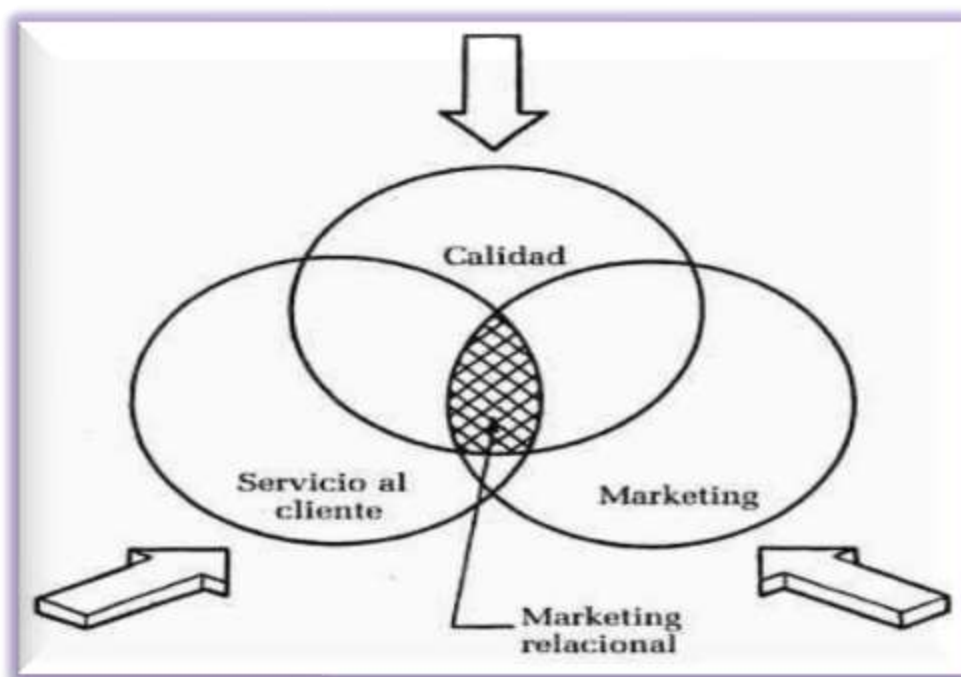 Calidad
Servicio al
cliente
Marketing
Marketing
relacional